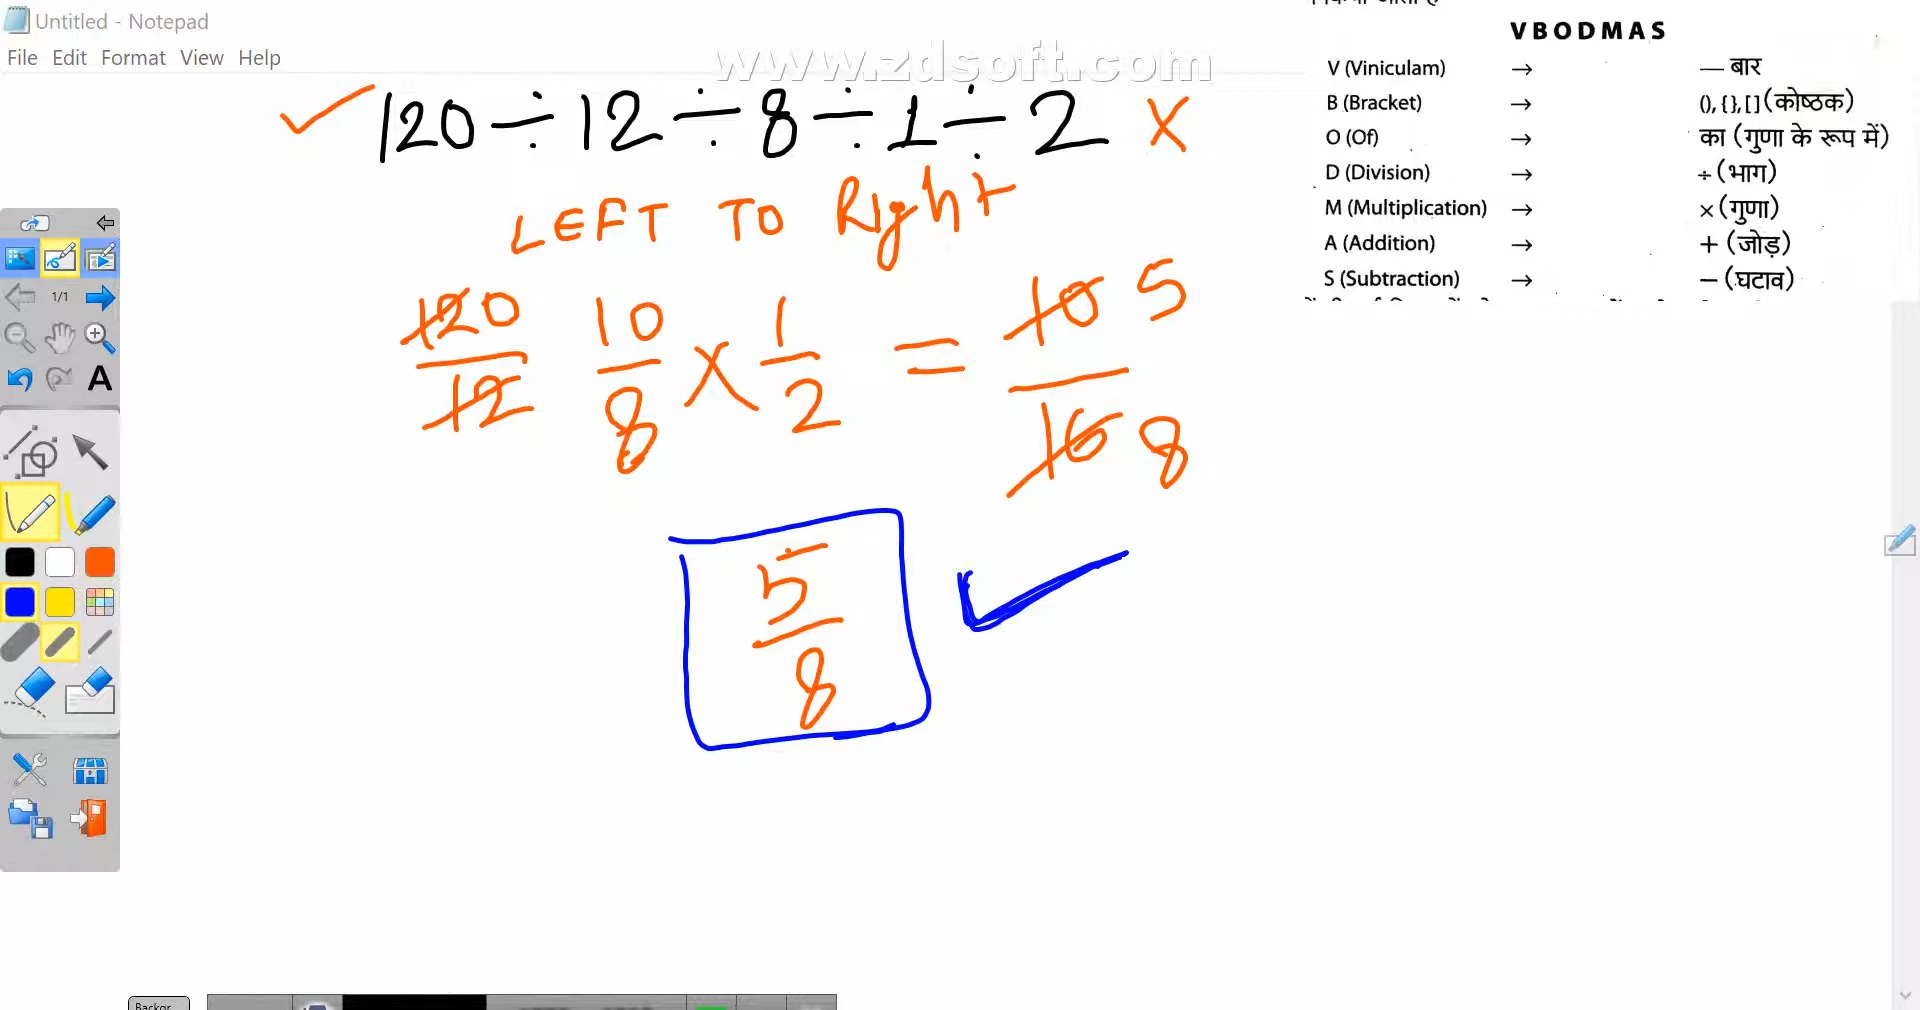 Untitled - Notepad
File Edit Format View Help
www.zdsoft.com
120 ÷ 12 ÷ 8 ÷ 1 ÷ 2 ×
LEFT TO Right
120/12 10/8 × 1/2 = 10/16 5/8
5/8
VBODMAS
V (Viniculam) → — बार
B (Bracket) → (), { }, [ ] (कोष्ठक)
O (Of) → का (गुणा के रूप में)
D (Division) → ÷ (भाग)
M (Multiplication) → × (गुणा)
A (Addition) → + (जोड़)
S (Subtraction) → − (घटाव)
1/1
A
Backgr